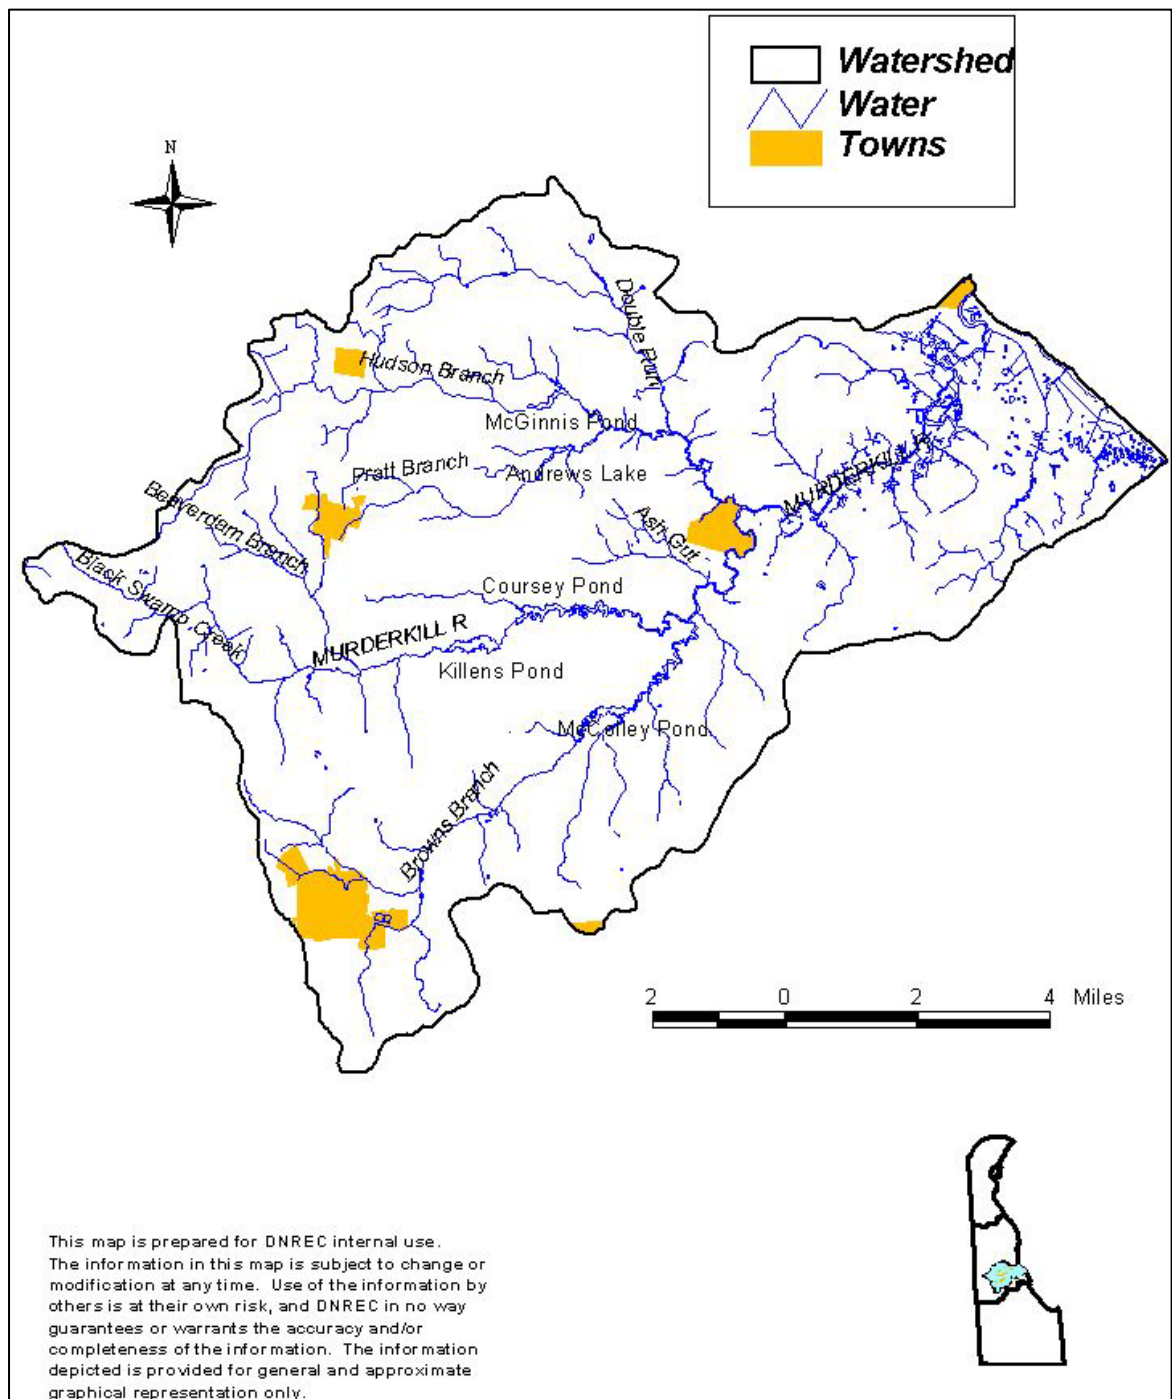 Watershed
Water
Towns
N
Double Run
Hudson Branch
McGinnis Pond
Pratt Branch
Andrews Lake
MURDERKILL R
Beaverdam Branch
Ash Gut
Black Swamp Creek
Coursey Pond
MURDERKILL R
Killens Pond
McColley Pond
Browns Branch
2 0 2 4 Miles
This map is prepared for DNREC internal use.
The information in this map is subject to change or
modification at any time. Use of the information by
others is at their own risk, and DNREC in no way
guarantees or warrants the accuracy and/or
completeness of the information. The information
depicted is provided for general and approximate
graphical representation only.